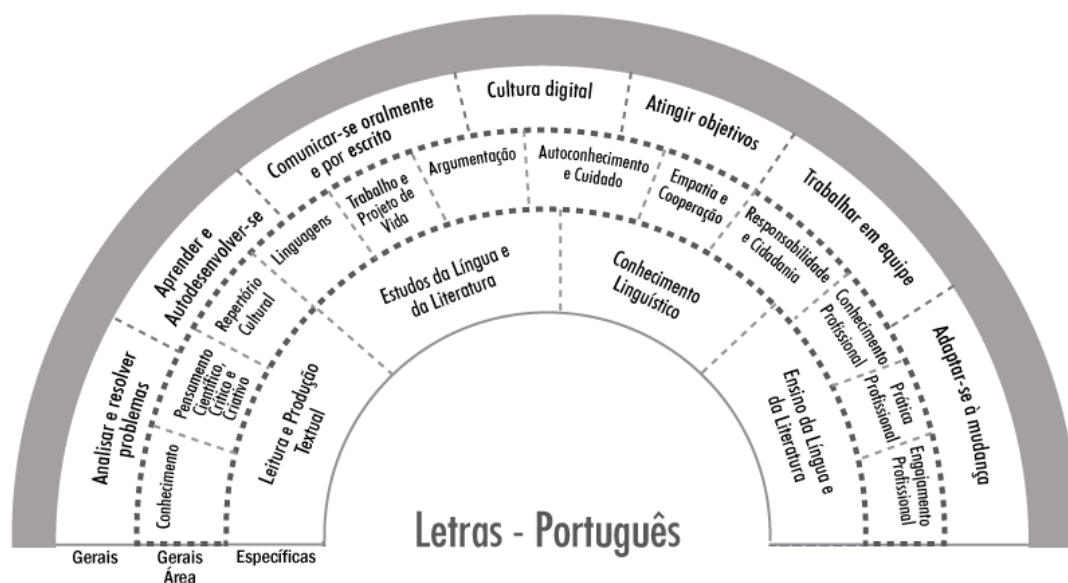 Analisar e resolver
problemas
Aprender e
Autodesenvolver-se
Comunicar-se oralmente
e por escrito
Cultura digital
Atingir objetivos
Trabalhar em equipe
Adaptar-se à mudança
Conhecimento
Pensamento
Científico,
Crítico e
Criativo
Repertório
Cultural
Linguagens
Trabalho e
Projeto de
Vida
Argumentação
Autoconhecimento
e Cuidado
Empatia e
Cooperação
Responsabilidade
e Cidadania
Conhecimento
Profissional
Prática
Profissional
Engajamento
Profissional
Leitura e Produção
Textual
Estudos da Língua e
da Literatura
Conhecimento
Linguístico
Ensino da Língua e
da Literatura
Letras - Português
Gerais
Gerais
Área
Específicas